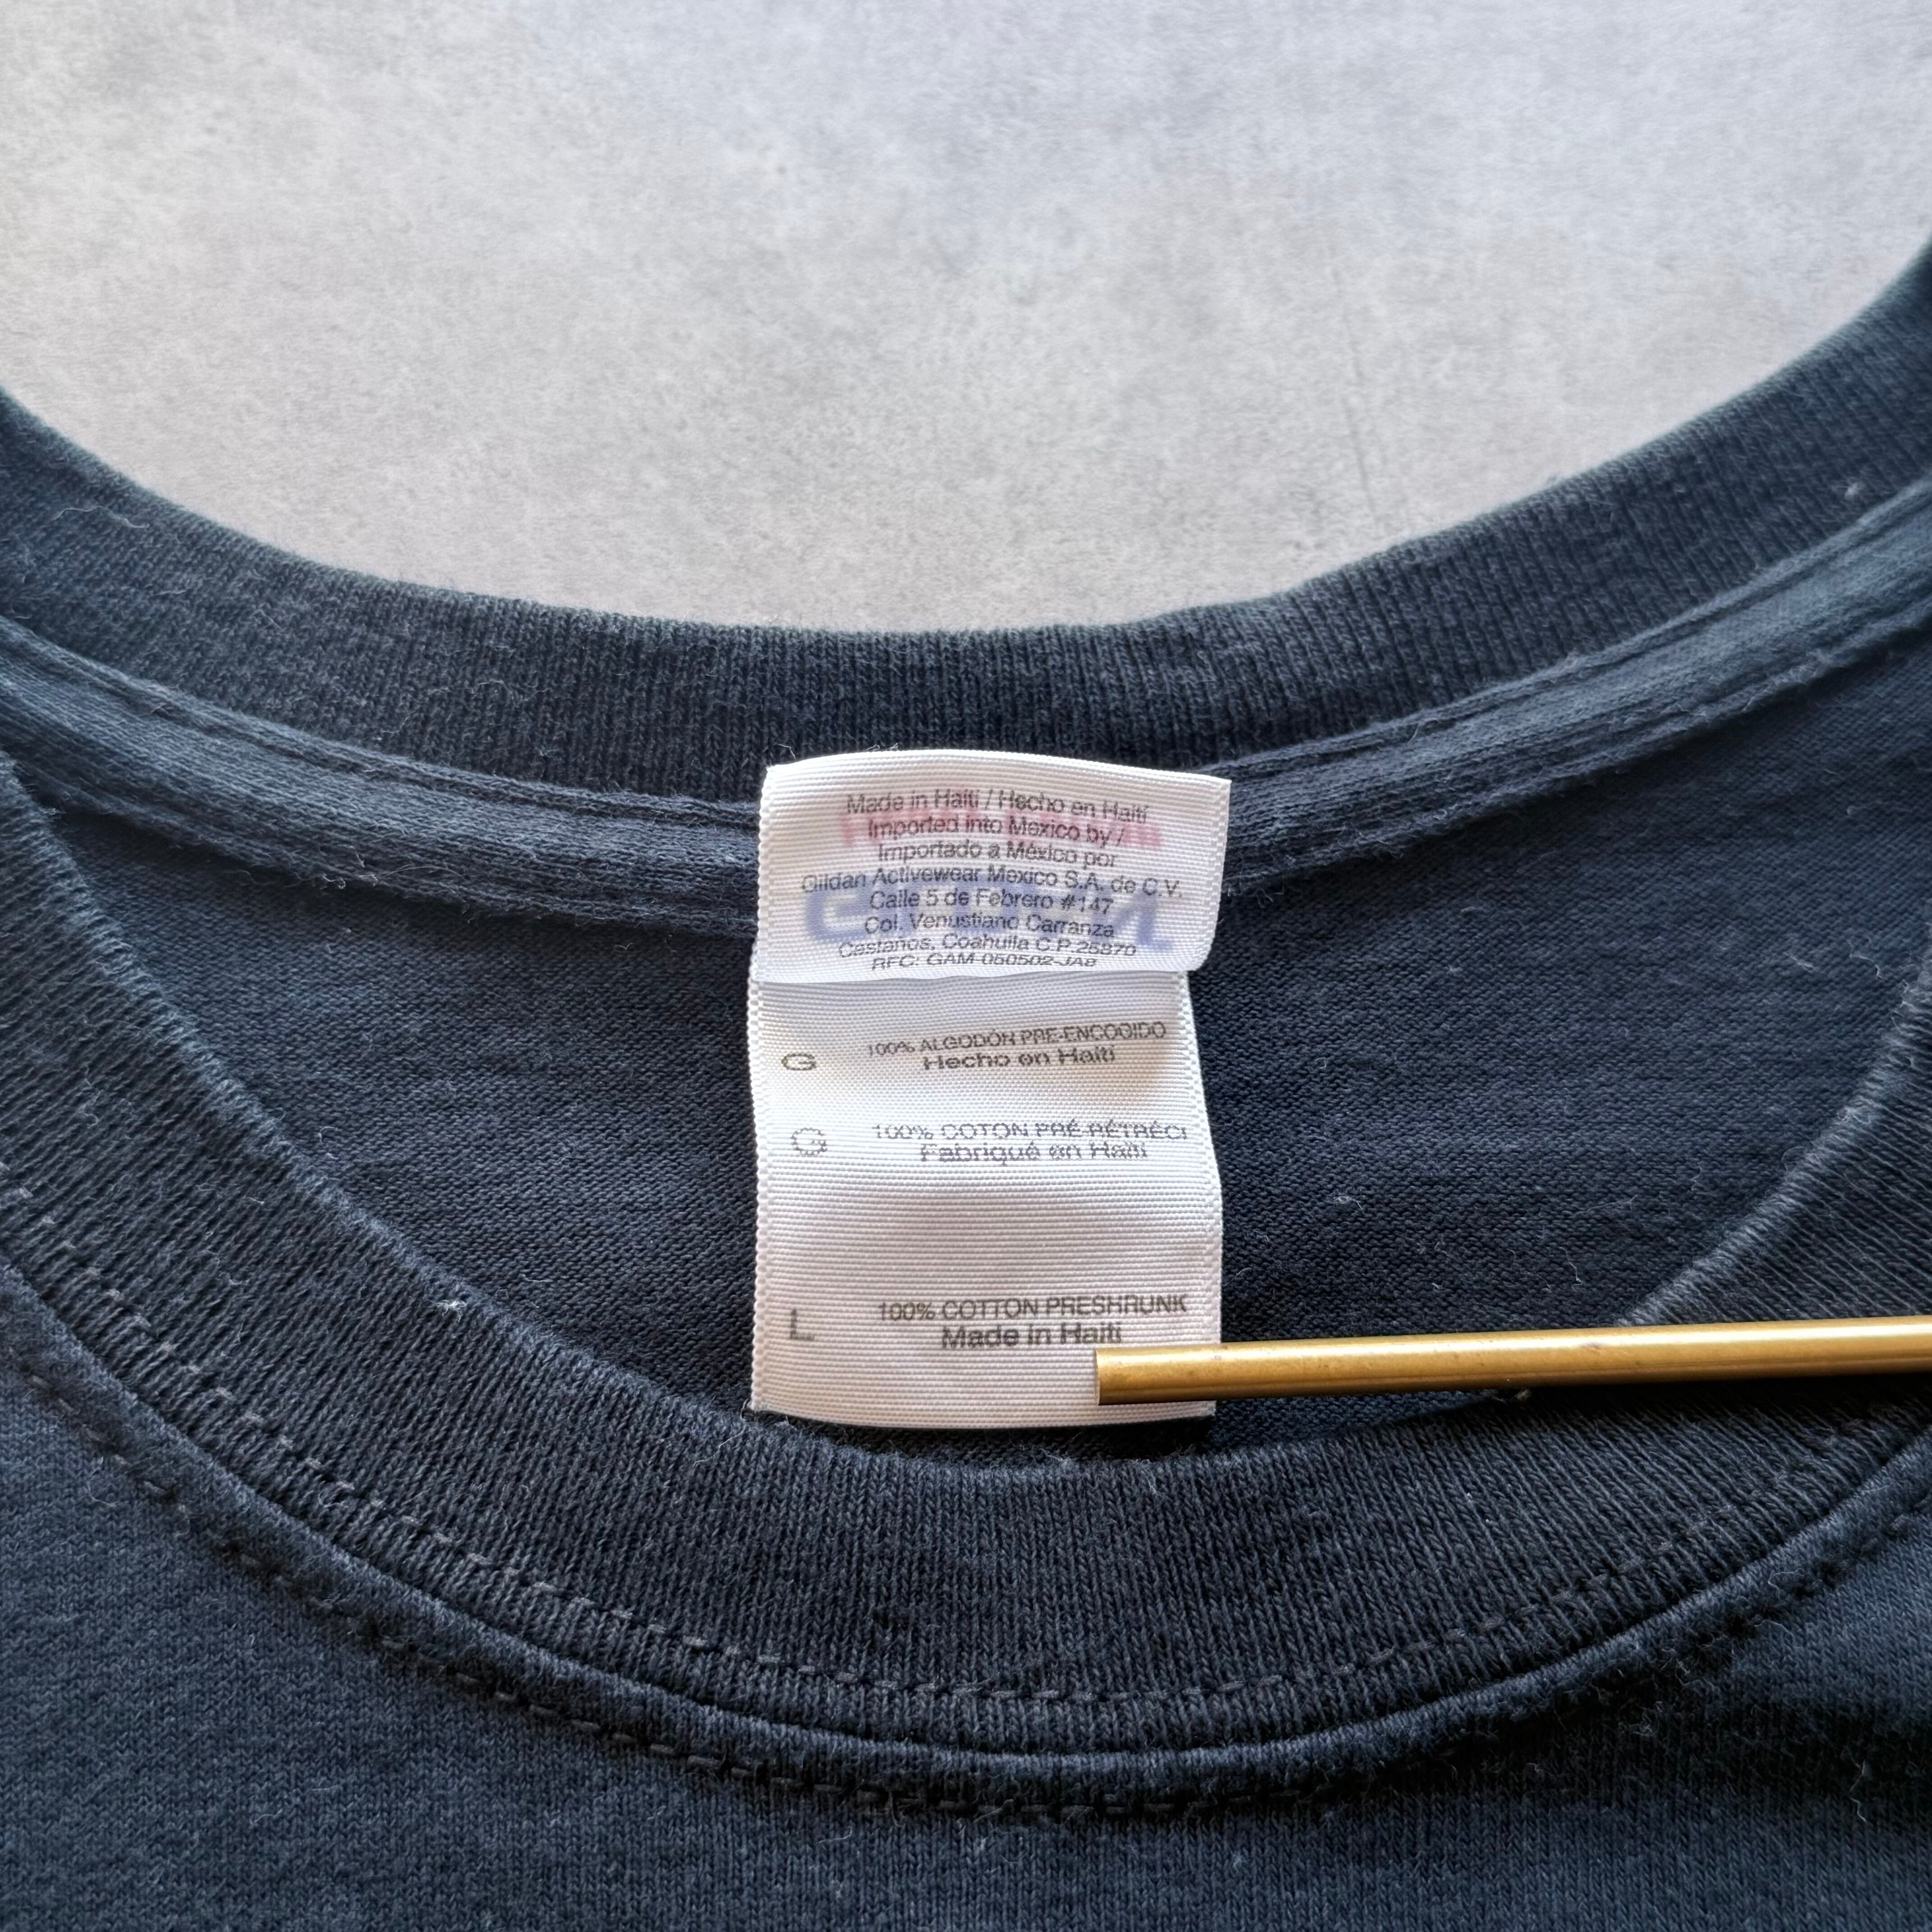 Made in Haiti / Hecho en Haití
Imported into Mexico by /
Importado a México por
Gildan Activewear Mexico S.A. de C.V.
Calle 5 de Febrero #147
Col. Venustiano Carranza
Castaños, Coahuila C.P.25870
RFC: GAM-050502-JA8
G 100% ALGODÓN PRE-ENCOGIDO
Hecho en Haití
G 100% COTON PRÉ-RÉTRÉCI
Fabriqué en Haïti
L 100% COTTON PRESHRUNK
Made in Haiti